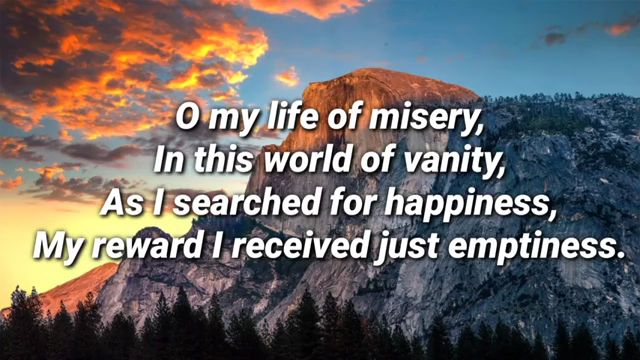 O my life of misery,
In this world of vanity,
As I searched for happiness,
My reward I received just emptiness.